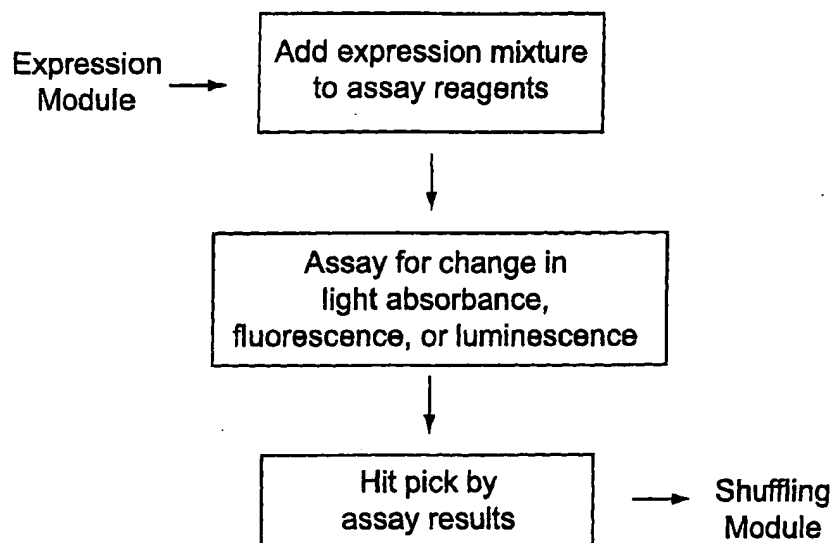 Expression
Module
Add expression mixture
to assay reagents
Assay for change in
light absorbance,
fluorescence, or luminescence
Hit pick by
assay results
Shuffling
Module